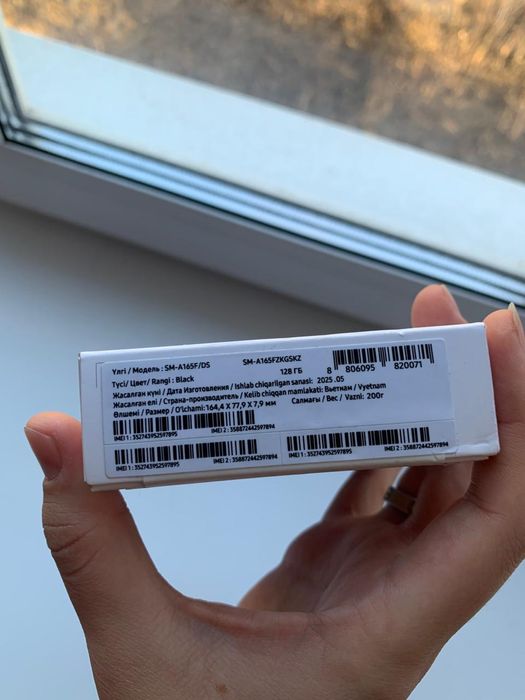 Үлгі / Модель : SM-A165F/DS SM-A165FZKGSKZ
Түсі/ Цвет/ Rangi : Black 128 ГБ 8 806095 820071
Жасалған күні / Дата Изготовления / Ishlab chiqarilgan sanasi: 2025 .05
Жасалған елі / Страна-производитель / Kelib chiqqan mamlakati: Вьетнам / Vyetnam
Өлшемі / Размер / O'lchami: 164,4 X 77,9 X 7,9 мм Салмағы / Вес / Vazni: 200г
IMEI 1 : 352743952597895 IMEI 2 : 358872442597894
IMEI 1 : 352743952597895 IMEI 2 : 358872442597894 IMEI 1 : 352743952597895 IMEI 2 : 358872442597894